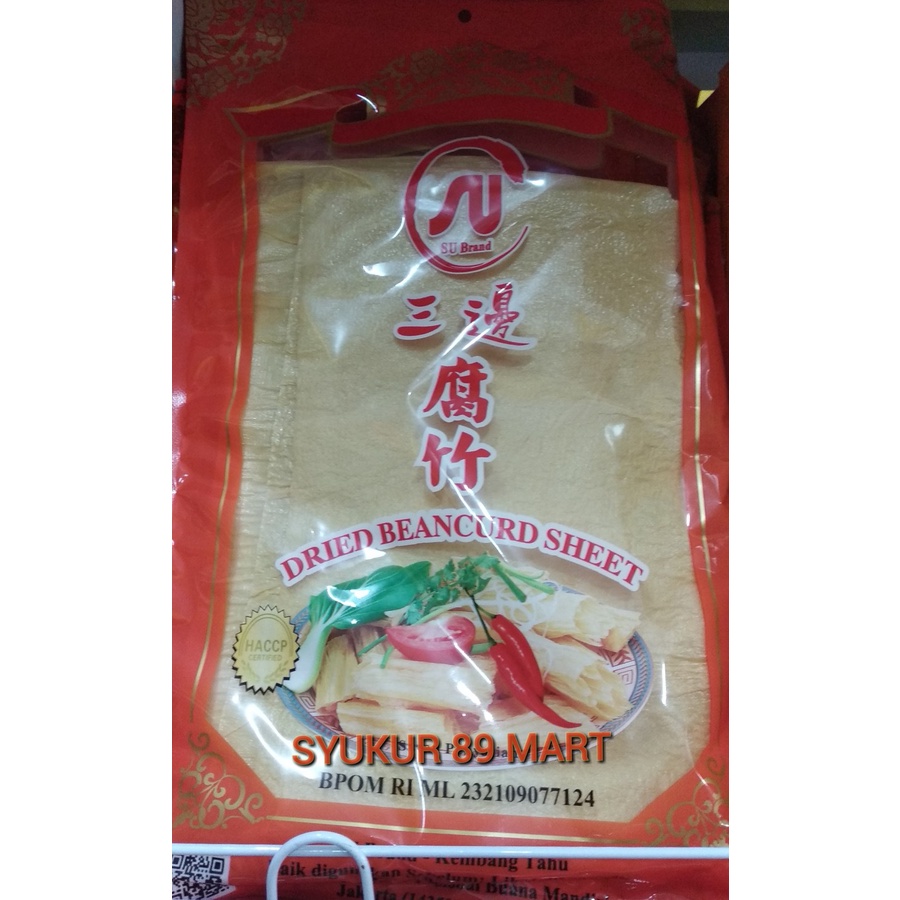 SU Brand
三邊
腐竹
DRIED BEANCURD SHEET
HACCP
CERTIFIED
SYUKUR 89 MART
BPOM RI ML 232109077124
Kembang Tahu
Jakarta